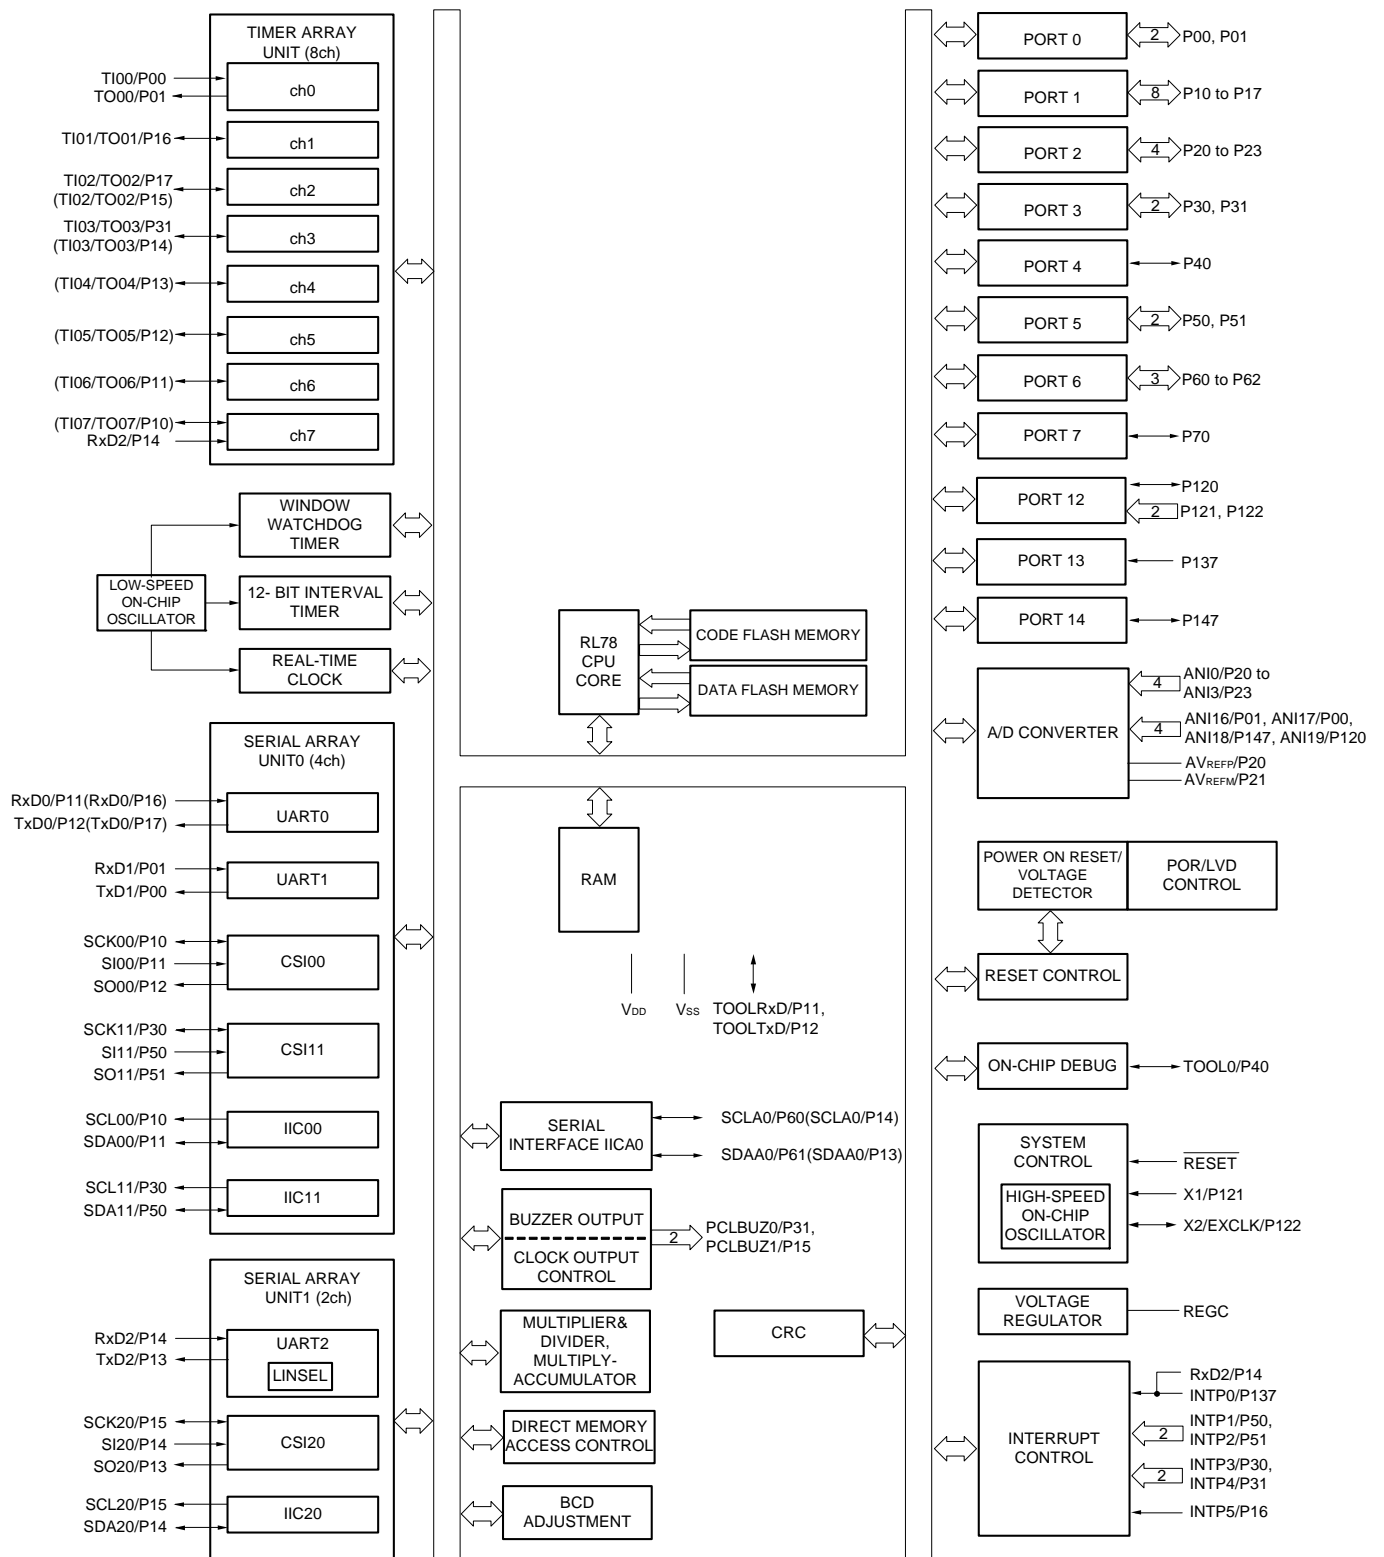 TIMER ARRAY
UNIT (8ch)
TI00/P00
TO00/P01
ch0
TI01/TO01/P16
ch1
TI02/TO02/P17
(TI02/TO02/P15)
ch2
TI03/TO03/P31
(TI03/TO03/P14)
ch3
(TI04/TO04/P13)
ch4
(TI05/TO05/P12)
ch5
(TI06/TO06/P11)
ch6
(TI07/TO07/P10)
RxD2/P14
ch7
WINDOW
WATCHDOG
TIMER
LOW-SPEED
ON-CHIP
OSCILLATOR
12- BIT INTERVAL
TIMER
REAL-TIME
CLOCK
SERIAL ARRAY
UNIT0 (4ch)
RxD0/P11(RxD0/P16)
TxD0/P12(TxD0/P17)
UART0
RxD1/P01
TxD1/P00
UART1
SCK00/P10
SI00/P11
SO00/P12
CSI00
SCK11/P30
SI11/P50
SO11/P51
CSI11
SCL00/P10
SDA00/P11
IIC00
SCL11/P30
SDA11/P50
IIC11
SERIAL ARRAY
UNIT1 (2ch)
RxD2/P14
TxD2/P13
UART2
LINSEL
SCK20/P15
SI20/P14
SO20/P13
CSI20
SCL20/P15
SDA20/P14
IIC20
RL78
CPU
CORE
CODE FLASH MEMORY
DATA FLASH MEMORY
RAM
VDD
VSS
TOOLRxD/P11,
TOOLTxD/P12
SERIAL
INTERFACE IICA0
SCLA0/P60(SCLA0/P14)
SDAA0/P61(SDAA0/P13)
BUZZER OUTPUT
CLOCK OUTPUT
CONTROL
2
PCLBUZ0/P31,
PCLBUZ1/P15
MULTIPLIER&
DIVIDER,
MULTIPLY-
ACCUMULATOR
CRC
DIRECT MEMORY
ACCESS CONTROL
BCD
ADJUSTMENT
PORT 0
2
P00, P01
PORT 1
8
P10 to P17
PORT 2
4
P20 to P23
PORT 3
2
P30, P31
PORT 4
P40
PORT 5
2
P50, P51
PORT 6
3
P60 to P62
PORT 7
P70
PORT 12
P120
2
P121, P122
PORT 13
P137
PORT 14
P147
A/D CONVERTER
4
ANI0/P20 to
ANI3/P23
4
ANI16/P01, ANI17/P00,
ANI18/P147, ANI19/P120
AVREFP/P20
AVREFM/P21
POWER ON RESET/
VOLTAGE
DETECTOR
POR/LVD
CONTROL
RESET CONTROL
ON-CHIP DEBUG
TOOL0/P40
SYSTEM
CONTROL
HIGH-SPEED
ON-CHIP
OSCILLATOR
RESET
X1/P121
X2/EXCLK/P122
VOLTAGE
REGULATOR
REGC
INTERRUPT
CONTROL
RxD2/P14
INTP0/P137
2
INTP1/P50,
INTP2/P51
2
INTP3/P30,
INTP4/P31
INTP5/P16